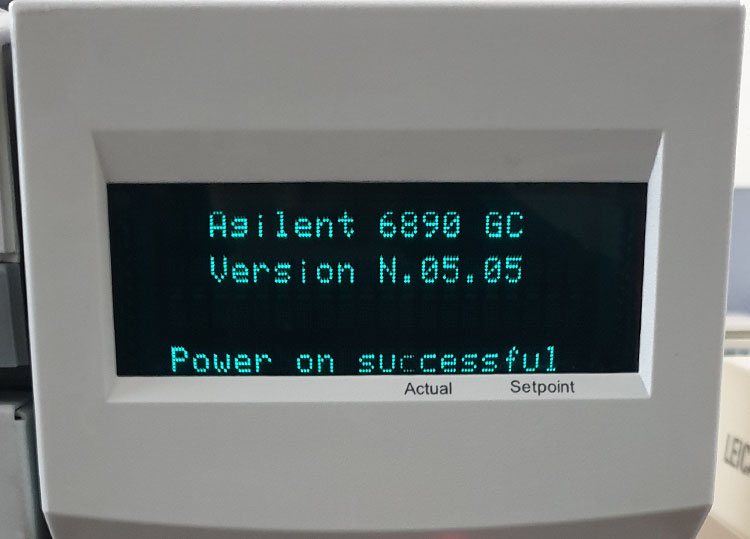 Agilent 6890 GC
Version N.05.05
Power on successful
Actual Setpoint